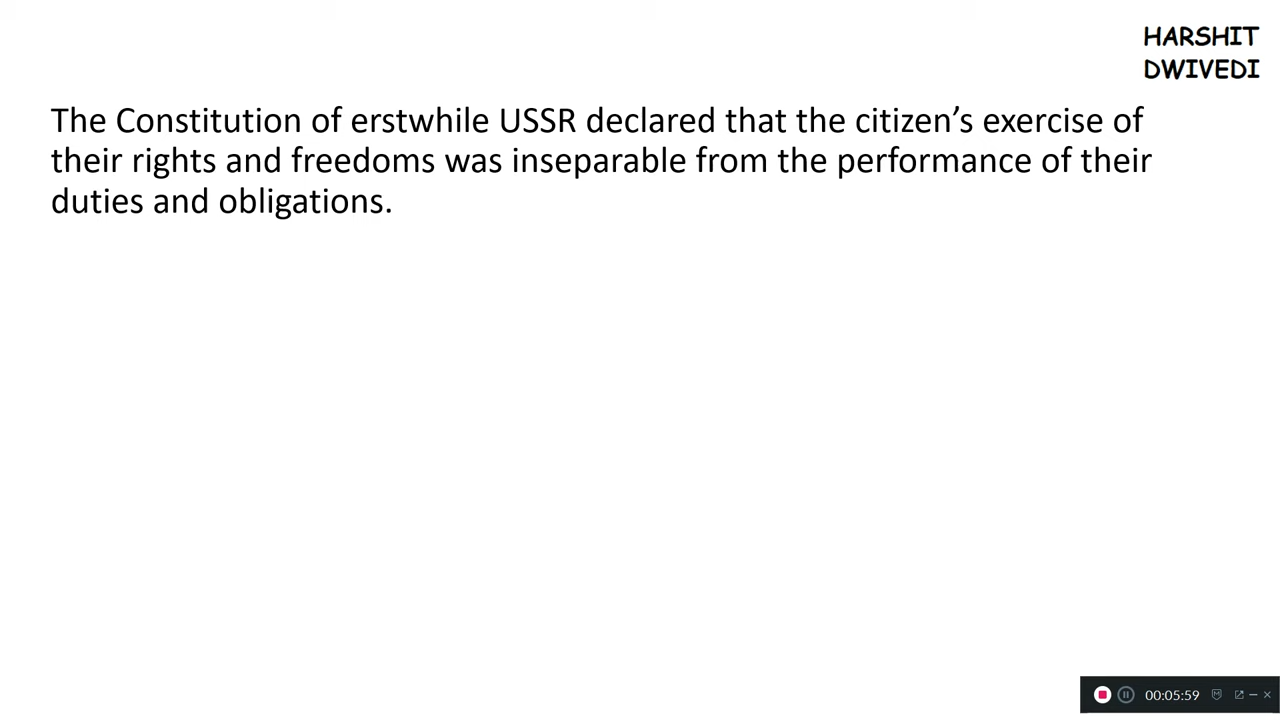 HARSHIT
DWIVEDI
The Constitution of erstwhile USSR declared that the citizen’s exercise of
their rights and freedoms was inseparable from the performance of their
duties and obligations.
00:05:59